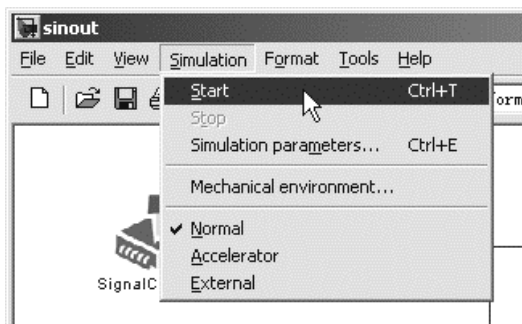 sinout
File Edit View Simulation Format Tools Help
Start Ctrl+T
Stop
Simulation parameters... Ctrl+E
Mechanical environment...
Normal
Accelerator
External